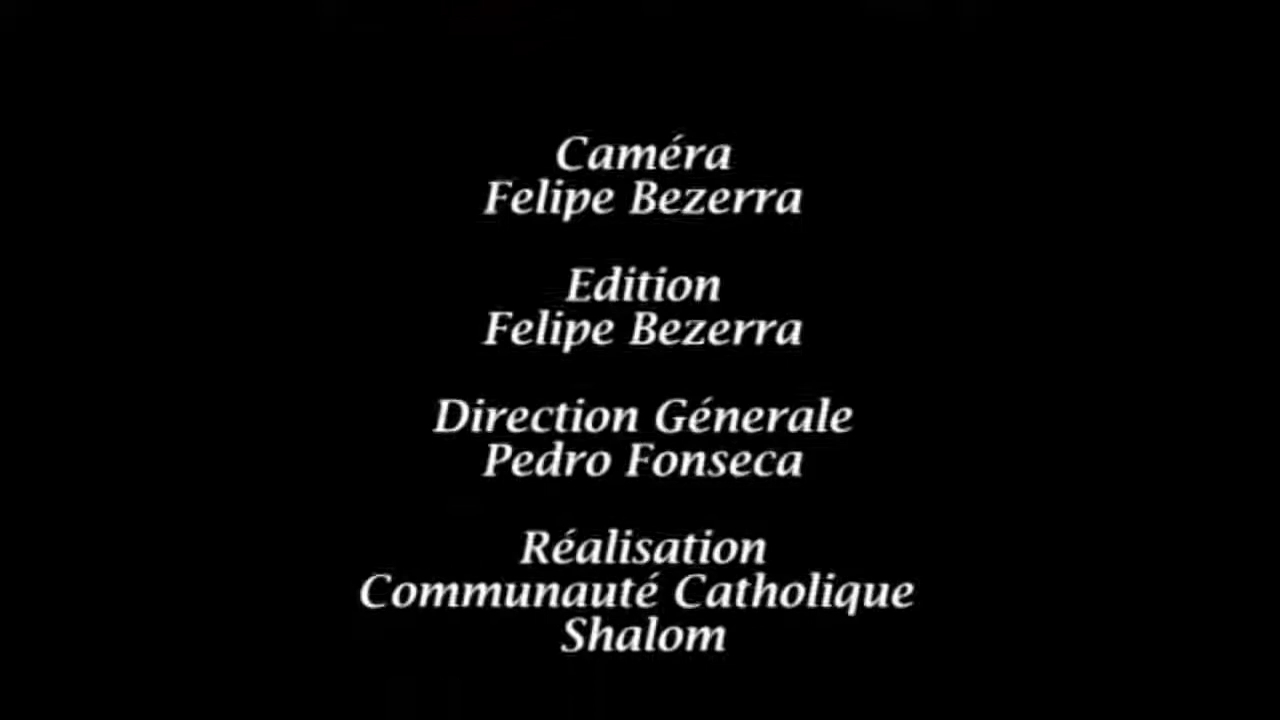 Caméra
Felipe Bezerra
Edition
Felipe Bezerra
Direction Génerale
Pedro Fonseca
Réalisation
Communauté Catholique
Shalom